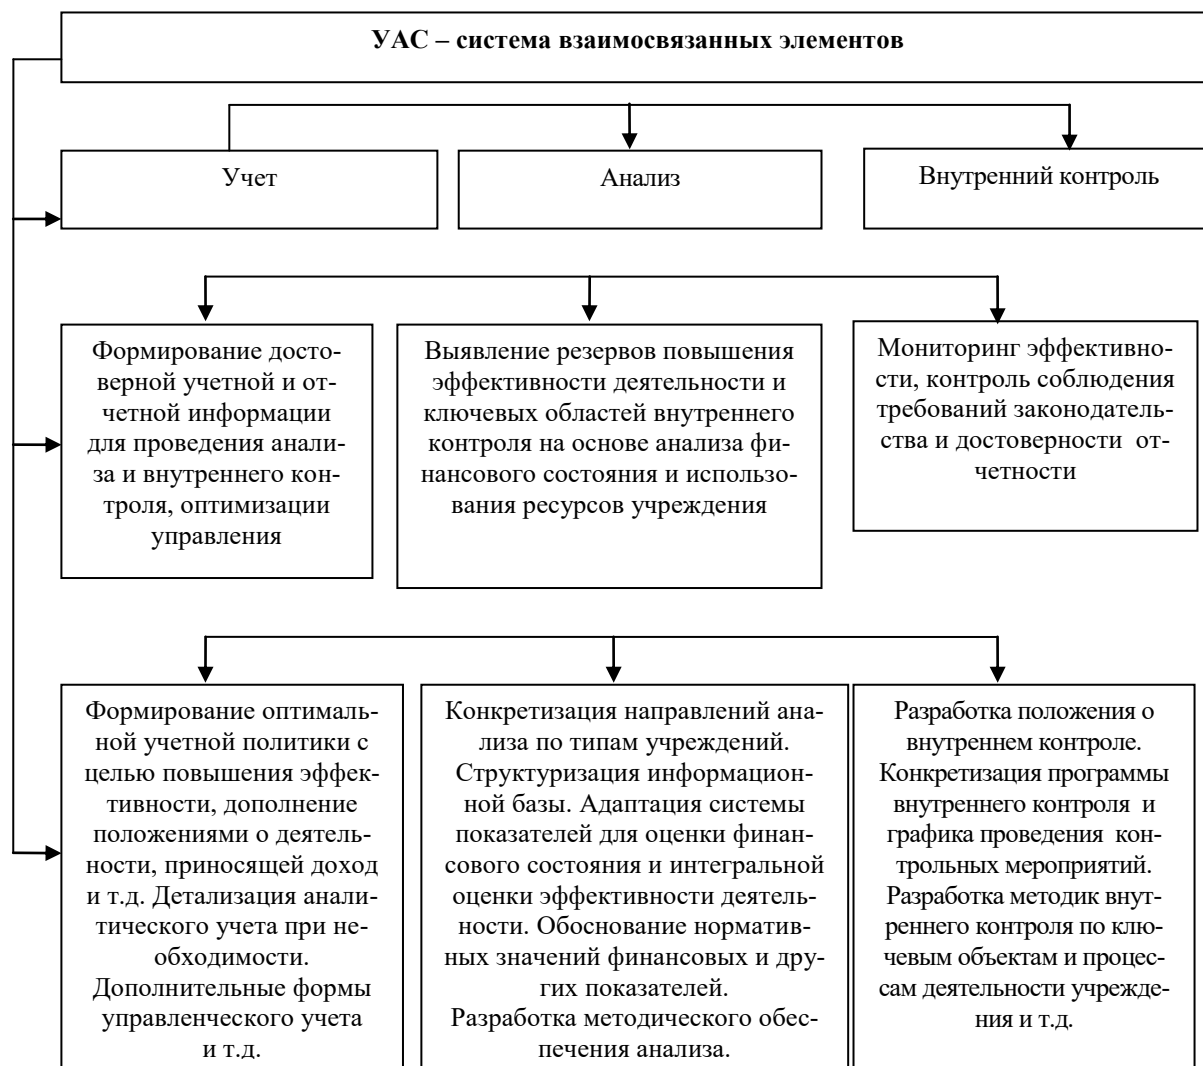 УАС – система взаимосвязанных элементов
Учет
Анализ
Внутренний контроль
Формирование досто-
верной учетной и от-
четной информации
для проведения анали-
за и внутреннего кон-
троля, оптимизации
управления
Выявление резервов повышения
эффективности деятельности и
ключевых областей внутреннего
контроля на основе анализа фи-
нансового состояния и использо-
вания ресурсов учреждения
Мониторинг эффективно-
сти, контроль соблюдения
требований законодатель-
ства и достоверности от-
четности
Формирование оптималь-
ной учетной политики с
целью повышения эффек-
тивности, дополнение
положениями о деятель-
ности, приносящей доход
и т.д. Детализация анали-
тического учета при не-
обходимости.
Дополнительные формы
управленческого учета
и т.д.
Конкретизация направлений ана-
лиза по типам учреждений.
Структуризация информацион-
ной базы. Адаптация системы
показателей для оценки финан-
сового состояния и интегральной
оценки эффективности деятель-
ности. Обоснование норматив-
ных значений финансовых и дру-
гих показателей.
Разработка методического обес-
печения анализа.
Разработка положения о
внутреннем контроле.
Конкретизация программы
внутреннего контроля и
графика проведения кон-
трольных мероприятий.
Разработка методик внут-
реннего контроля по клю-
чевым объектам и процес-
сам деятельности учрежде-
ния и т.д.